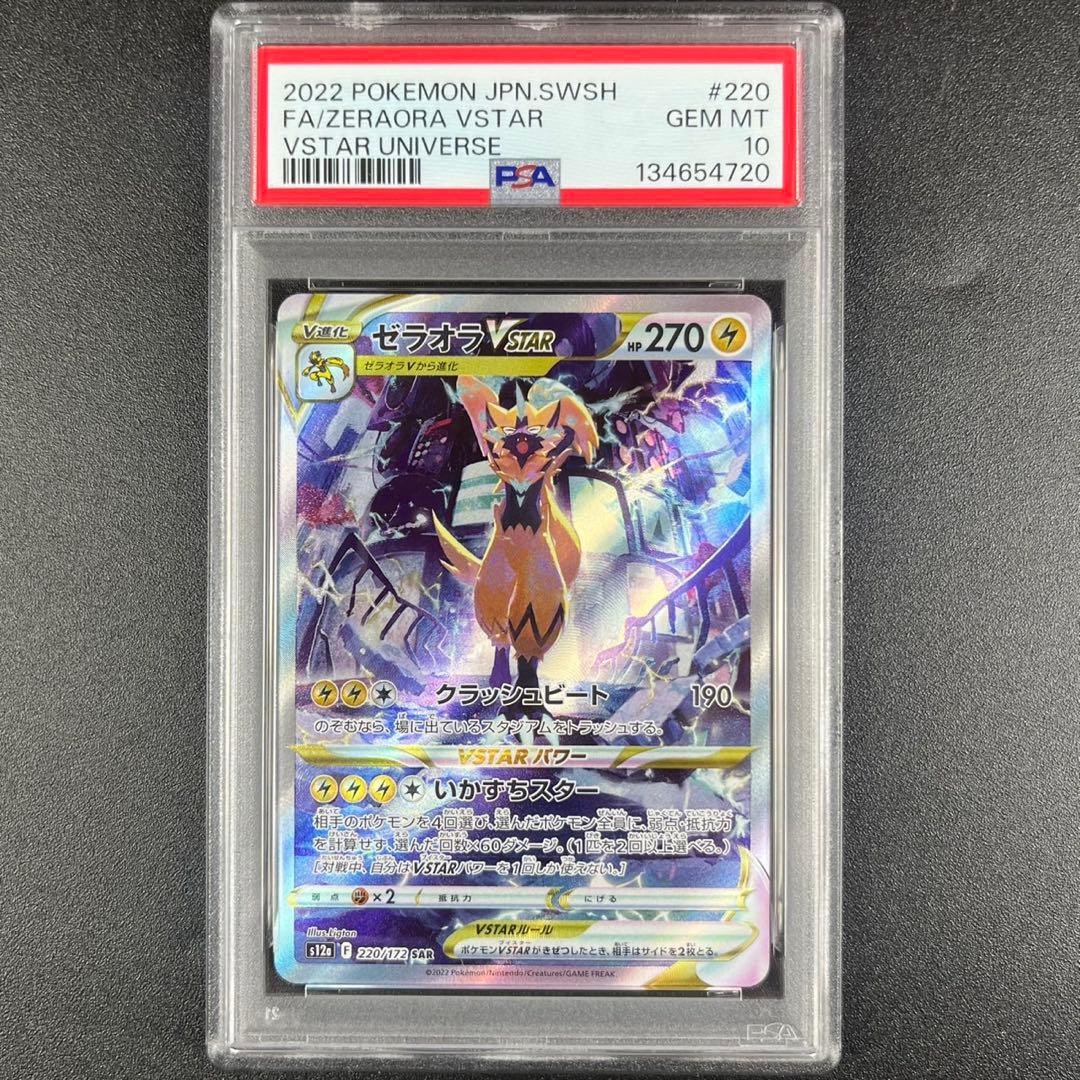 2022 POKEMON JPN.SWSH #220
FA/ZERAORA VSTAR GEM MT
VSTAR UNIVERSE 10
PSA 134654720
V進化 ゼラオラVSTAR HP 270
ゼラオラVから進化
クラッシュビート 190
のぞむなら、場に出ているスタジアムをトラッシュする。
VSTARパワー
いかずちスター
相手のポケモンを4回選び、選んだポケモン全員に、弱点・抵抗力
を計算せず、選んだ回数×60ダメージ。(1匹を2回以上選べる。)
[対戦中、自分はVSTARパワーを1回しか使えない。]
弱点 ×2 抵抗力 にげる
VSTARルール
ポケモンVSTARがきぜつしたとき、相手はサイドを2枚とる。
Illus.Ligton
s12a F 220/172 SAR
©2022 Pokémon/Nintendo/Creatures/GAME FREAK
PSA